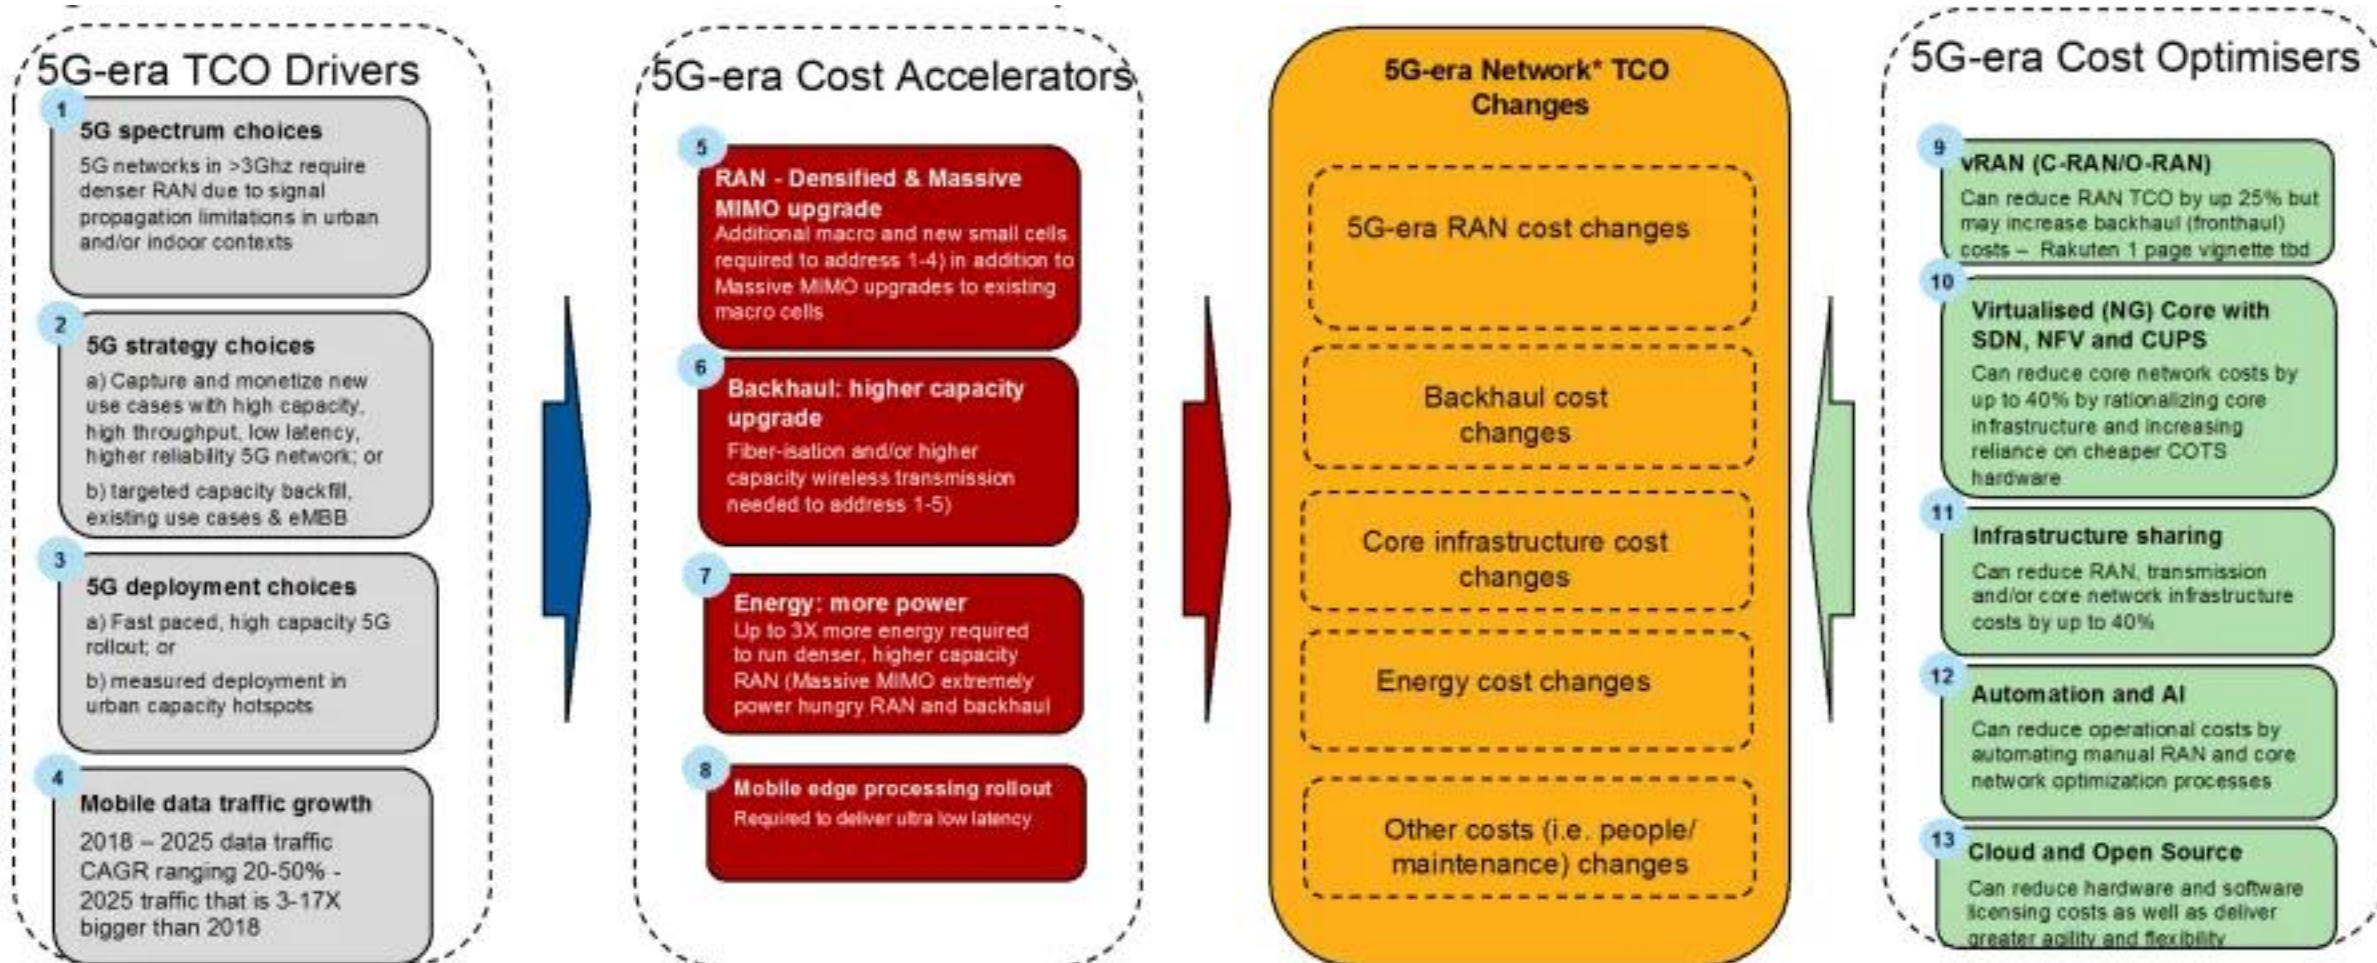 5G-era TCO Drivers
1
5G spectrum choices
5G networks in >3Ghz require
denser RAN due to signal
propagation limitations in urban
and/or indoor contexts
2
5G strategy choices
a) Capture and monetize new
use cases with high capacity,
high throughput, low latency,
higher reliability 5G network; or
b) targeted capacity backfill,
existing use cases & eMBB
3
5G deployment choices
a) Fast paced, high capacity 5G
rollout; or
b) measured deployment in
urban capacity hotspots
4
Mobile data traffic growth
2018 – 2025 data traffic
CAGR ranging 20-50% -
2025 traffic that is 3-17X
bigger than 2018
5G-era Cost Accelerators
5
RAN - Densified & Massive
MIMO upgrade
Additional macro and new small cells
required to address 1-4) in addition to
Massive MIMO upgrades to existing
macro cells
6
Backhaul: higher capacity
upgrade
Fiber-isation and/or higher
capacity wireless transmission
needed to address 1-5)
7
Energy: more power
Up to 3X more energy required
to run denser, higher capacity
RAN (Massive MIMO extremely
power hungry RAN and backhaul
8
Mobile edge processing rollout
Required to deliver ultra low latency
5G-era Network* TCO
Changes
5G-era RAN cost changes
Backhaul cost
changes
Core infrastructure cost
changes
Energy cost changes
Other costs (i.e. people/
maintenance) changes
5G-era Cost Optimisers
9
vRAN (C-RAN/O-RAN)
Can reduce RAN TCO by up 25% but
may increase backhaul (fronthaul)
costs – Rakuten 1 page vignette tbd
10
Virtualised (NG) Core with
SDN, NFV and CUPS
Can reduce core network costs by
up to 40% by rationalizing core
infrastructure and increasing
reliance on cheaper COTS
hardware
11
Infrastructure sharing
Can reduce RAN, transmission
and/or core network infrastructure
costs by up to 40%
12
Automation and AI
Can reduce operational costs by
automating manual RAN and core
network optimization processes
13
Cloud and Open Source
Can reduce hardware and software
licensing costs as well as deliver
greater agility and flexibility